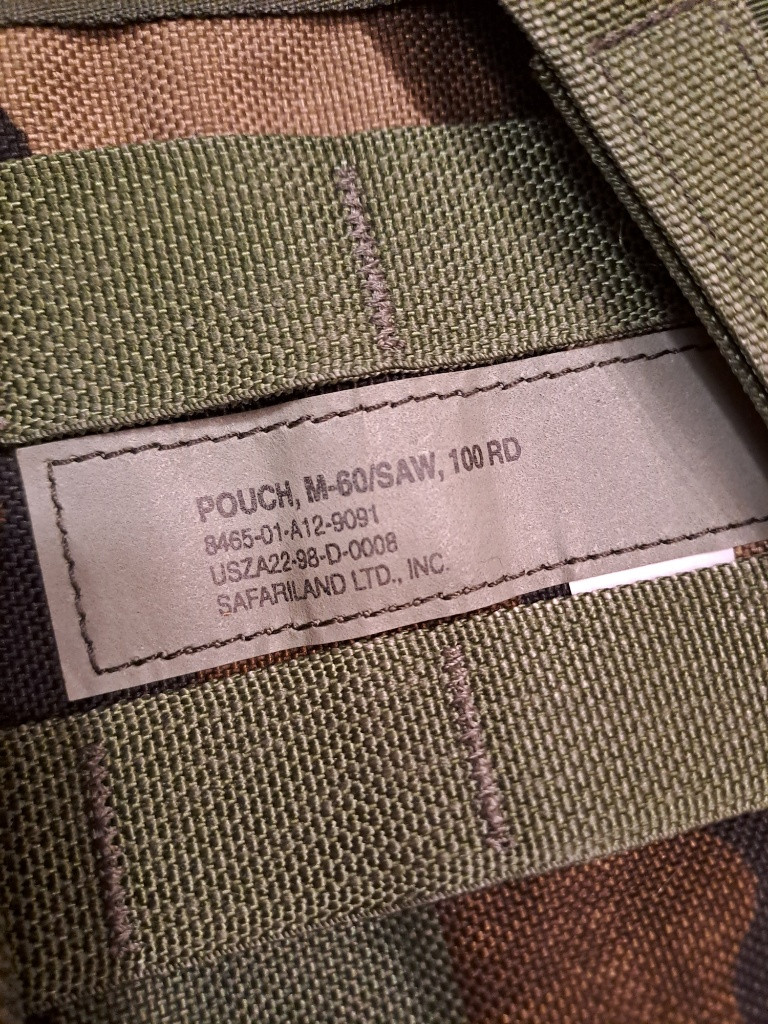 POUCH, M-60/SAW, 100 RD
8465-01-A12-9091
USZA22-98-D-0008
SAFARILAND LTD., INC.